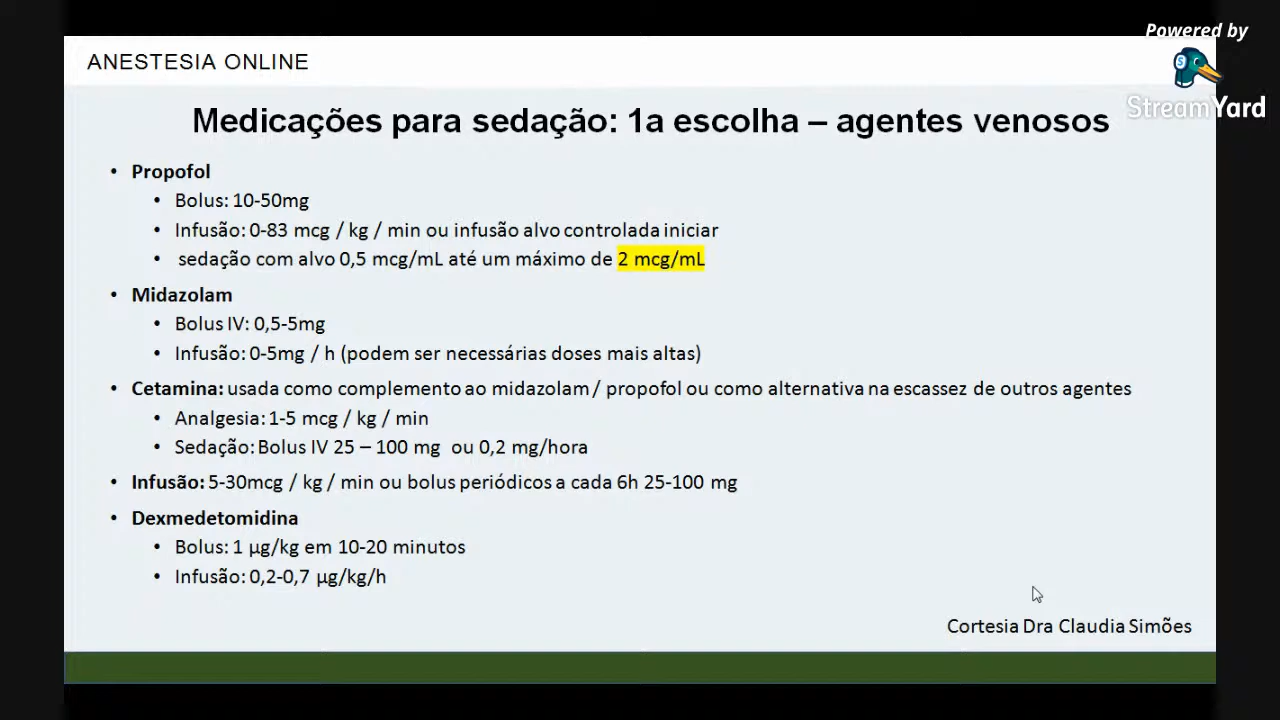 Powered by
ANESTESIA ONLINE
StreamYard
Medicações para sedação: 1a escolha – agentes venosos
• Propofol
• Bolus: 10-50mg
• Infusão: 0-83 mcg / kg / min ou infusão alvo controlada iniciar
• sedação com alvo 0,5 mcg/mL até um máximo de 2 mcg/mL
• Midazolam
• Bolus IV: 0,5-5mg
• Infusão: 0-5mg / h (podem ser necessárias doses mais altas)
• Cetamina: usada como complemento ao midazolam / propofol ou como alternativa na escassez de outros agentes
• Analgesia: 1-5 mcg / kg / min
• Sedação: Bolus IV 25 – 100 mg ou 0,2 mg/hora
• Infusão: 5-30mcg / kg / min ou bolus periódicos a cada 6h 25-100 mg
• Dexmedetomidina
• Bolus: 1 µg/kg em 10-20 minutos
• Infusão: 0,2-0,7 µg/kg/h
Cortesia Dra Claudia Simões